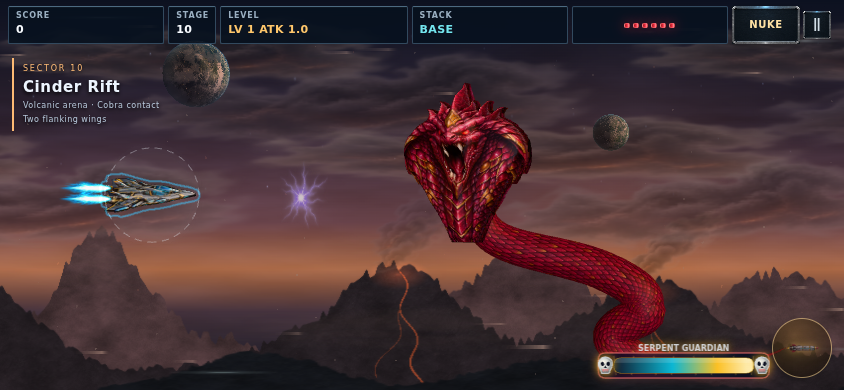 SCORE
0
STAGE
10
LEVEL
LV 1 ATK 1.0
STACK
BASE
NUKE
SECTOR 10
Cinder Rift
Volcanic arena · Cobra contact
Two flanking wings
SERPENT GUARDIAN